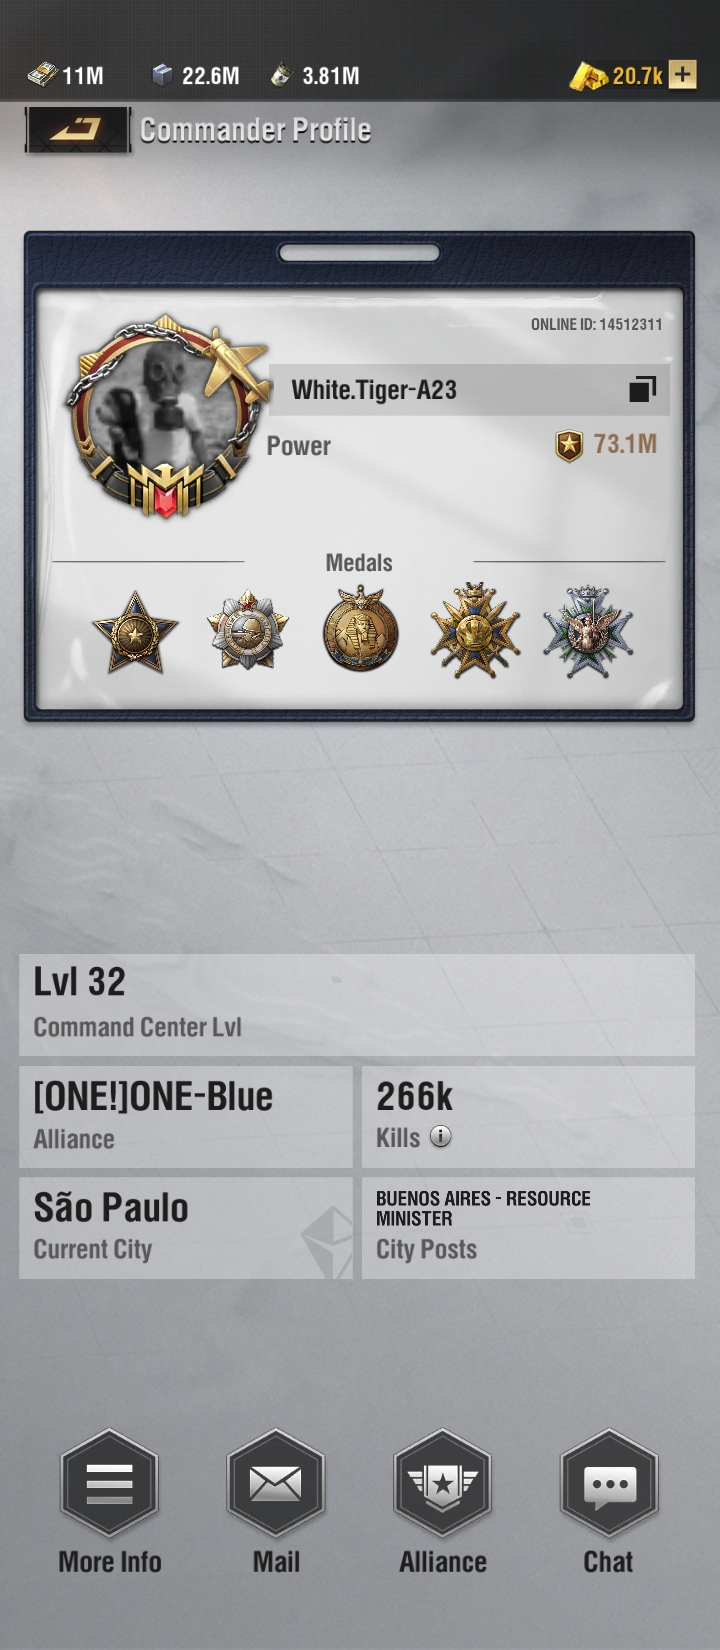 11M 22.6M 3.81M 20.7k
Commander Profile
ONLINE ID: 14512311
White.Tiger-A23
Power 73.1M
Medals
Lvl 32
Command Center Lvl
[ONE!]ONE-Blue
Alliance
266k
Kills
São Paulo
Current City
BUENOS AIRES - RESOURCE
MINISTER
City Posts
More Info
Mail
Alliance
Chat